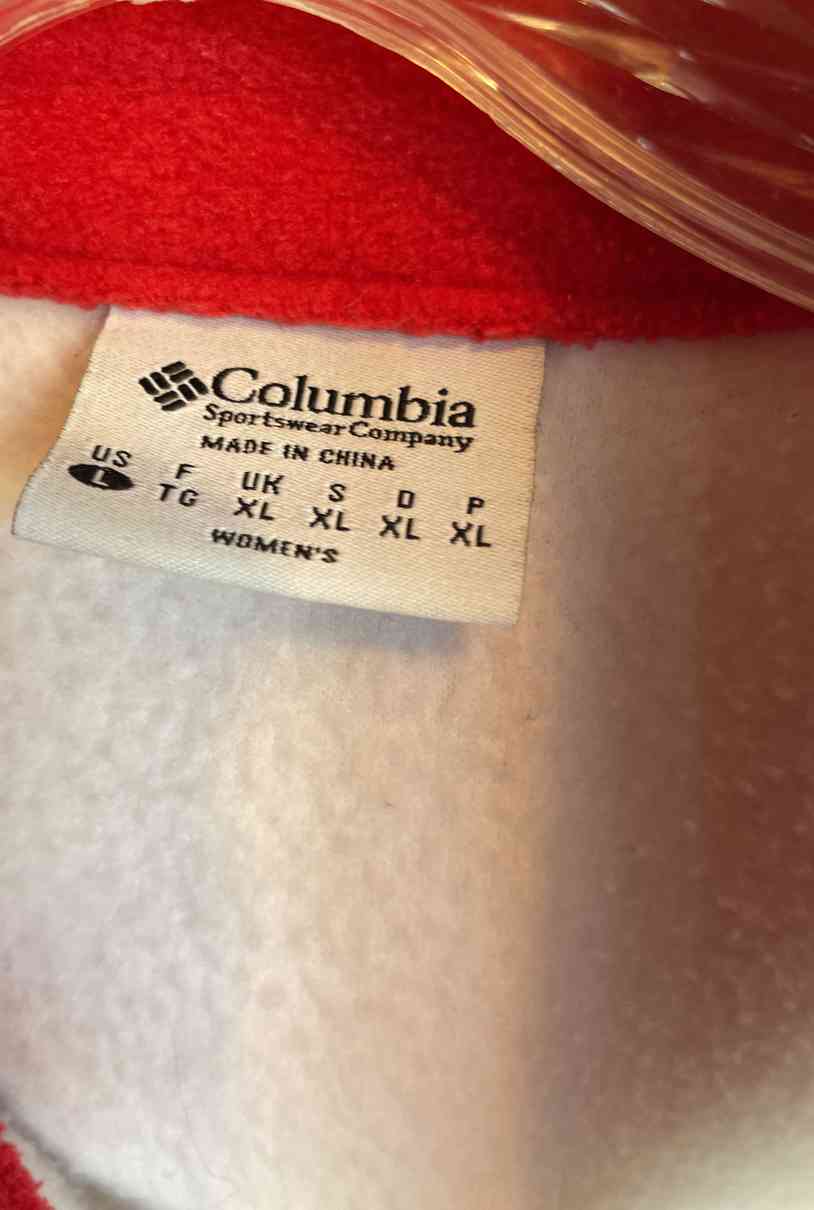 Columbia
Sportswear Company
MADE IN CHINA
US F UK S D P
L TG XL XL XL XL
WOMEN'S